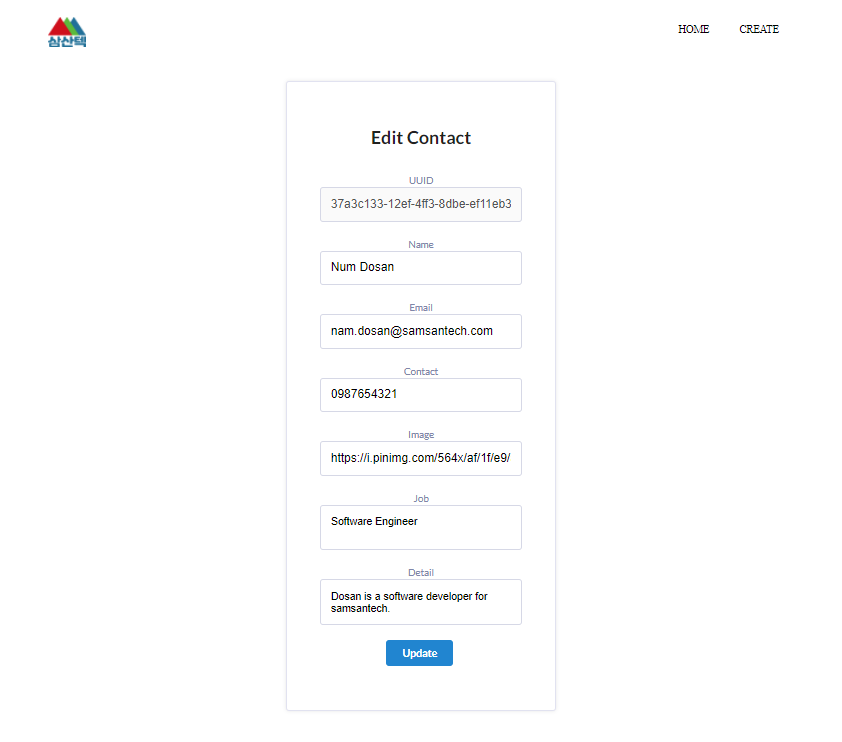 삼산텍
HOME
CREATE
Edit Contact
UUID
37a3c133-12ef-4ff3-8dbe-ef11eb3
Name
Num Dosan
Email
nam.dosan@samsantech.com
Contact
0987654321
Image
https://i.pinimg.com/564x/af/1f/e9/
Job
Software Engineer
Detail
Dosan is a software developer for
samsantech.
Update